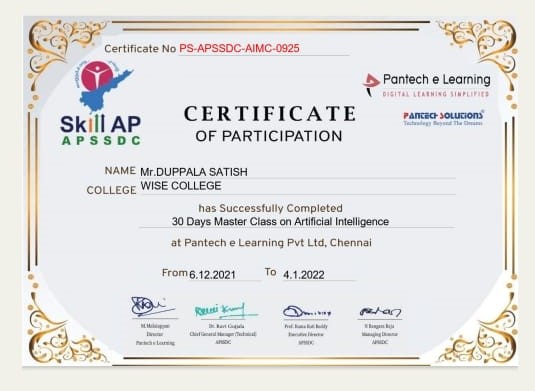 Certificate No PS-APSSDC-AIMC-0925
Skill AP
APSSDC
Pantech e Learning
DIGITAL LEARNING SIMPLIFIED
PANTECH SOLUTIONS
Technology Beyond The Dreams
CERTIFICATE
OF PARTICIPATION
NAME Mr.DUPPALA SATISH
COLLEGE WISE COLLEGE
has Successfully Completed
30 Days Master Class on Artificial Intelligence
at Pantech e Learning Pvt Ltd, Chennai
From 6.12.2021 To 4.1.2022
Director
Pantech e Learning
Dr. Ravi Gujjula
Chief General Manager (Technical)
APSSDC
Prof. Rama Koti Reddy
Executive Director
APSSDC
N Bangara Raju
Managing Director
APSSDC